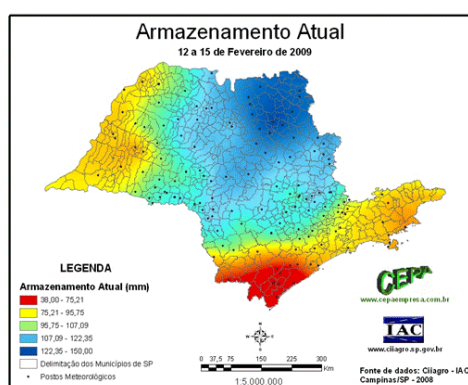 Armazenamento Atual
12 a 15 de Fevereiro de 2009
LEGENDA
Armazenamento Atual (mm)
38,00 - 75,21
75,21 - 95,75
95,75 - 107,09
107,09 - 122,35
122,35 - 150,00
Delimitação dos Municípios de SP
Postos Meteorológicos
N
0 37,5 75 150 225 300
Km
1:5.000.000
CEPA
www.cepaempresa.com.br
IAC
www.ciiagro.sp.gov.br
Fonte de dados: Ciiagro - IAC
Campinas/SP - 2008